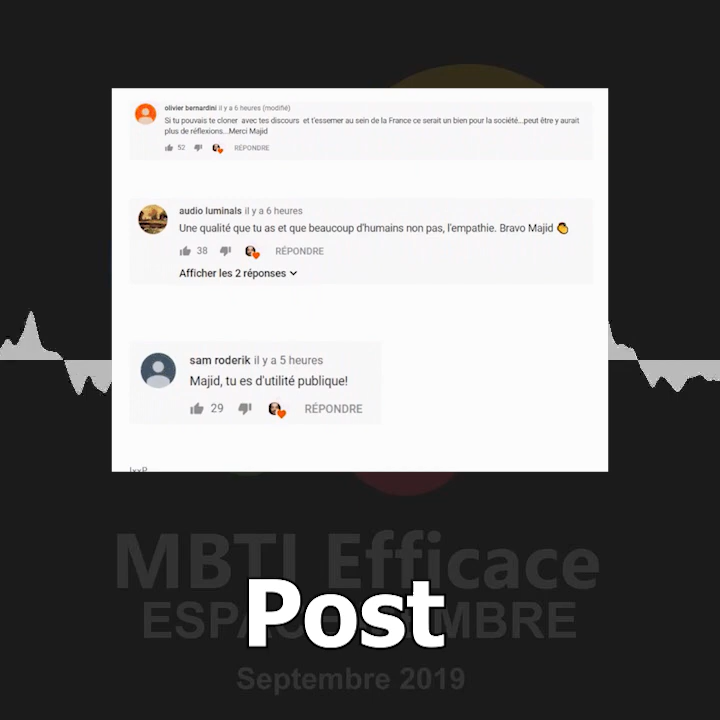 olivier bernardini il y a 6 heures (modifié)
Si tu pouvais te cloner avec tes discours et t'essemer au sein de la France ce serait un bien pour la société...peut être y aurait
plus de réflexions...Merci Majid
52 RÉPONDRE
audio luminals il y a 6 heures
Une qualité que tu as et que beaucoup d'humains non pas, l'empathie. Bravo Majid 👏
38 RÉPONDRE
Afficher les 2 réponses
sam roderik il y a 5 heures
Majid, tu es d'utilité publique!
29 RÉPONDRE
MBTI Efficace
Post
Septembre 2019